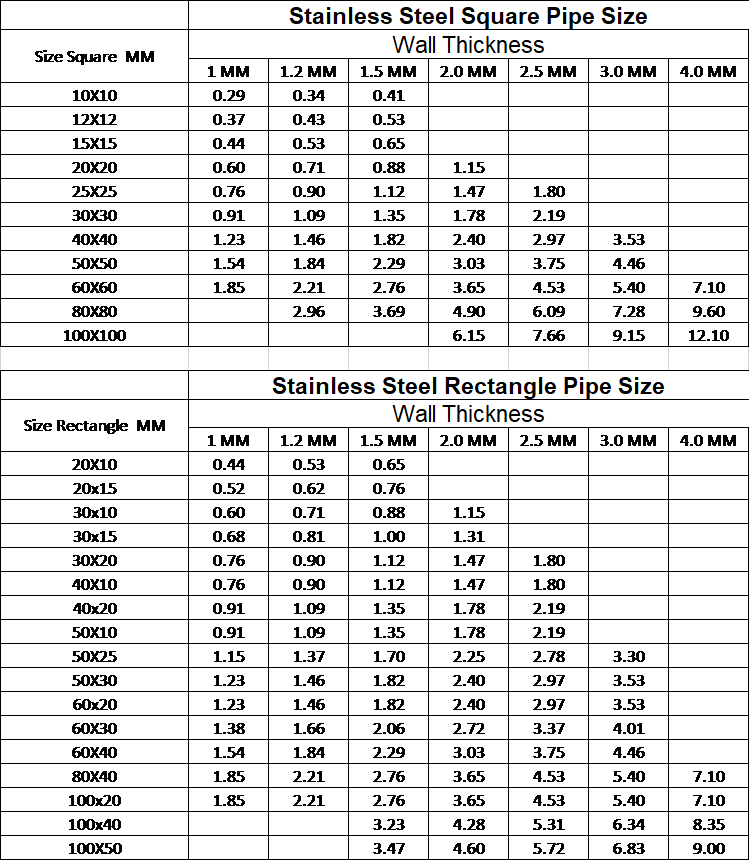 Stainless Steel Square Pipe Size
Size Square MM
Wall Thickness
1 MM 1.2 MM 1.5 MM 2.0 MM 2.5 MM 3.0 MM 4.0 MM
10X10 0.29 0.34 0.41
12X12 0.37 0.43 0.53
15X15 0.44 0.53 0.65
20X20 0.60 0.71 0.88 1.15
25X25 0.76 0.90 1.12 1.47 1.80
30X30 0.91 1.09 1.35 1.78 2.19
40X40 1.23 1.46 1.82 2.40 2.97 3.53
50X50 1.54 1.84 2.29 3.03 3.75 4.46
60X60 1.85 2.21 2.76 3.65 4.53 5.40 7.10
80X80 2.96 3.69 4.90 6.09 7.28 9.60
100X100 6.15 7.66 9.15 12.10
Stainless Steel Rectangle Pipe Size
Size Rectangle MM
Wall Thickness
1 MM 1.2 MM 1.5 MM 2.0 MM 2.5 MM 3.0 MM 4.0 MM
20X10 0.44 0.53 0.65
20x15 0.52 0.62 0.76
30x10 0.60 0.71 0.88 1.15
30x15 0.68 0.81 1.00 1.31
30X20 0.76 0.90 1.12 1.47 1.80
40X10 0.76 0.90 1.12 1.47 1.80
40x20 0.91 1.09 1.35 1.78 2.19
50X10 0.91 1.09 1.35 1.78 2.19
50X25 1.15 1.37 1.70 2.25 2.78 3.30
50X30 1.23 1.46 1.82 2.40 2.97 3.53
60x20 1.23 1.46 1.82 2.40 2.97 3.53
60X30 1.38 1.66 2.06 2.72 3.37 4.01
60X40 1.54 1.84 2.29 3.03 3.75 4.46
80X40 1.85 2.21 2.76 3.65 4.53 5.40 7.10
100x20 1.85 2.21 2.76 3.65 4.53 5.40 7.10
100x40 3.23 4.28 5.31 6.34 8.35
100X50 3.47 4.60 5.72 6.83 9.00